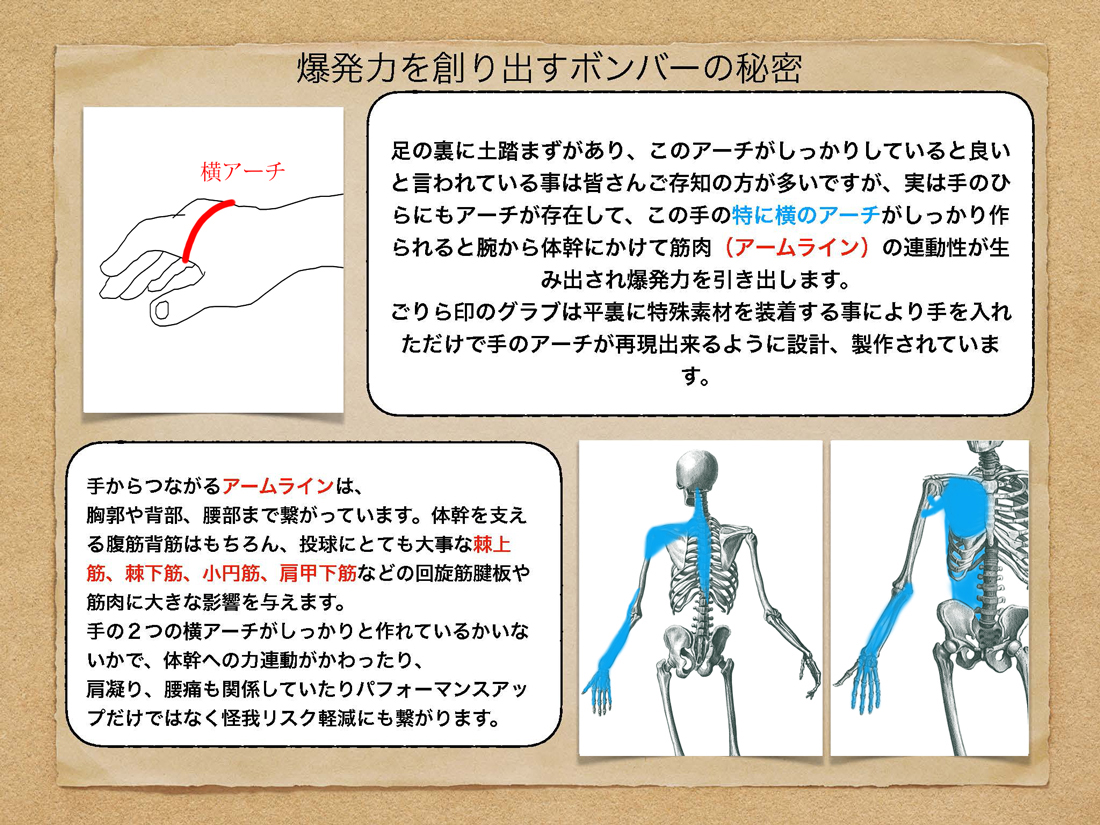 爆発力を創り出すボンバーの秘密
横アーチ
足の裏に土踏まずがあり、このアーチがしっかりしていると良い
と言われている事は皆さんご存知の方が多いですが、実は手のひ
らにもアーチが存在して、この手の特に横のアーチがしっかり作
られると腕から体幹にかけて筋肉（アームライン）の連動性が生
み出され爆発力を引き出します。
ごりら印のグラブは平裏に特殊素材を装着する事により手を入れ
ただけで手のアーチが再現出来るように設計、製作されていま
す。
手からつながるアームラインは、
胸郭や背部、腰部まで繋がっています。体幹を支え
る腹筋背筋はもちろん、投球にとても大事な棘上
筋、棘下筋、小円筋、肩甲下筋などの回旋筋腱板や
筋肉に大きな影響を与えます。
手の２つの横アーチがしっかりと作れているかいな
いかで、体幹への力連動がかわったり、
肩凝り、腰痛も関係していたりパフォーマンスアッ
プだけではなく怪我リスク軽減にも繋がります。